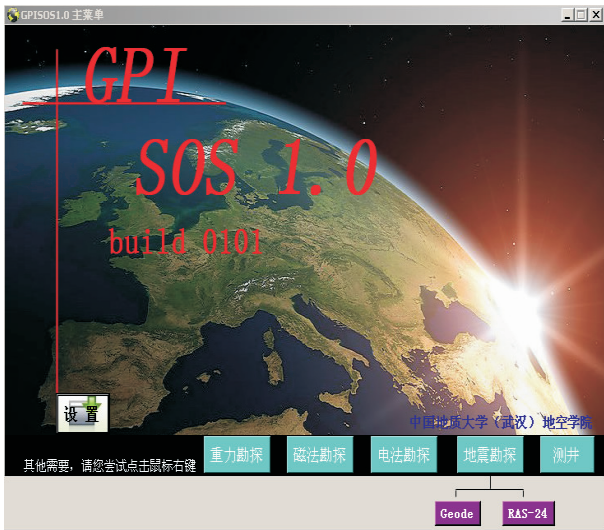 GPISOS1.0 主菜单
GPI
SOS 1.0
build 0101
设置
中国地质大学（武汉）地空学院
其他需要，请您尝试点击鼠标右键
重力勘探 磁法勘探 电法勘探 地震勘探 测井
Geode RAS-24